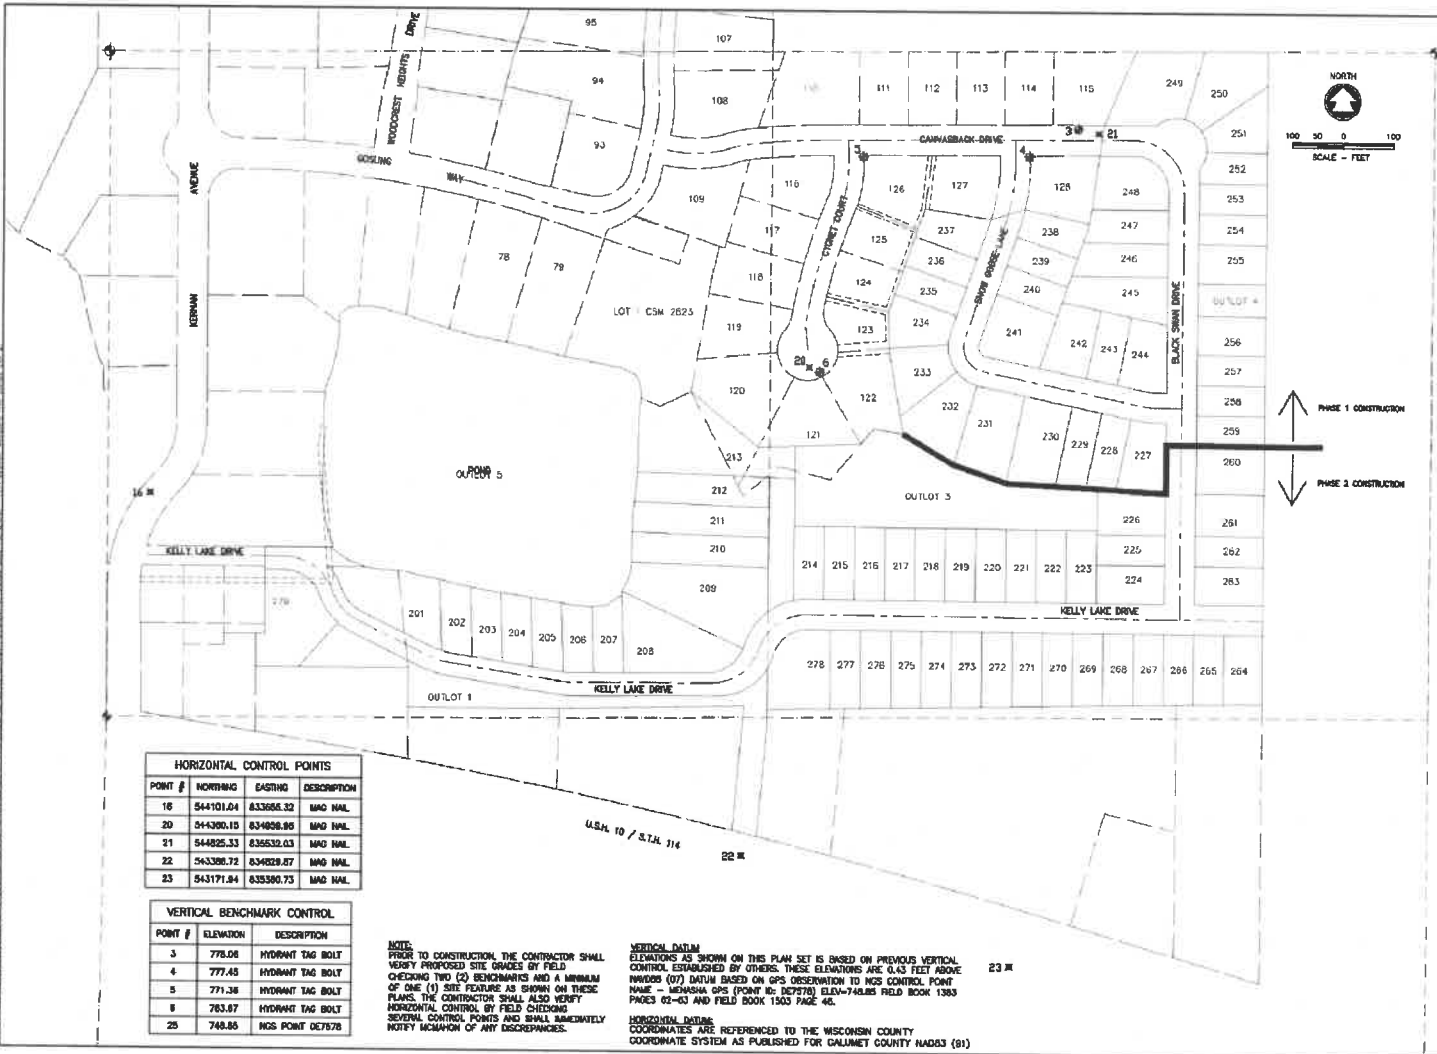 95
107
DRIVE
WOODCREST HEIGHTS
94
108
111
112
113
114
115
249
250
NORTH
100 50 0 100
SCALE - FEET
3
21
251
93
CANVASBACK DRIVE
GOSLING
WAY
KERNAN
AVENUE
4
252
109
116
126
127
128
248
253
117
CYGNET COURT
125
237
238
247
254
78
79
118
236
SNOW GOOSE LANE
239
246
255
124
235
240
245
OUTLOT 4
LOT 1 CSM 2623
119
123
234
241
242
243
244
BLACK SWAN DRIVE
256
20
6
233
257
120
122
232
258
PHASE 1 CONSTRUCTION
121
231
230
229
228
227
259
213
260
POND
OUTLOT 5
PHASE 2 CONSTRUCTION
16
212
OUTLOT 3
211
226
261
KELLY LAKE DRIVE
210
225
262
209
214 215 216 217 218 219 220 221 222 223
224
263
279
201
202
203
204
205
206
207
208
KELLY LAKE DRIVE
278 277 276 275 274 273 272 271 270 269 268 267 266 265 264
KELLY LAKE DRIVE
OUTLOT 1
U.S.H. 10 / S.T.H. 114
22
23
HORIZONTAL CONTROL POINTS
POINT # NORTHING EASTING DESCRIPTION
16 544101.04 833655.32 MAG NAIL
20 544360.15 834959.95 MAG NAIL
21 544825.33 835532.03 MAG NAIL
22 543386.72 834829.87 MAG NAIL
23 543171.94 835380.73 MAG NAIL
VERTICAL BENCHMARK CONTROL
POINT # ELEVATION DESCRIPTION
3 778.06 HYDRANT TAG BOLT
4 777.45 HYDRANT TAG BOLT
5 771.36 HYDRANT TAG BOLT
6 763.67 HYDRANT TAG BOLT
25 748.85 NGS POINT DE7578
NOTE:
PRIOR TO CONSTRUCTION, THE CONTRACTOR SHALL
VERIFY PROPOSED SITE GRADES BY FIELD
CHECKING TWO (2) BENCHMARKS AND A MINIMUM
OF ONE (1) SITE FEATURE AS SHOWN ON THESE
PLANS. THE CONTRACTOR SHALL ALSO VERIFY
HORIZONTAL CONTROL BY FIELD CHECKING
SEVERAL CONTROL POINTS AND SHALL IMMEDIATELY
NOTIFY MCMAHON OF ANY DISCREPANCIES.
VERTICAL DATUM
ELEVATIONS AS SHOWN ON THIS PLAN SET IS BASED ON PREVIOUS VERTICAL
CONTROL ESTABLISHED BY OTHERS. THESE ELEVATIONS ARE 0.43 FEET ABOVE
NAVD88 (07) DATUM BASED ON GPS OBSERVATION TO NGS CONTROL POINT
NAME - MENASHA GPS (POINT ID: DE7578) ELEV=748.85 FIELD BOOK 1383
PAGES 62-63 AND FIELD BOOK 1503 PAGE 46.
HORIZONTAL DATUM:
COORDINATES ARE REFERENCED TO THE WISCONSIN COUNTY
COORDINATE SYSTEM AS PUBLISHED FOR CALUMET COUNTY NAD83 (91)